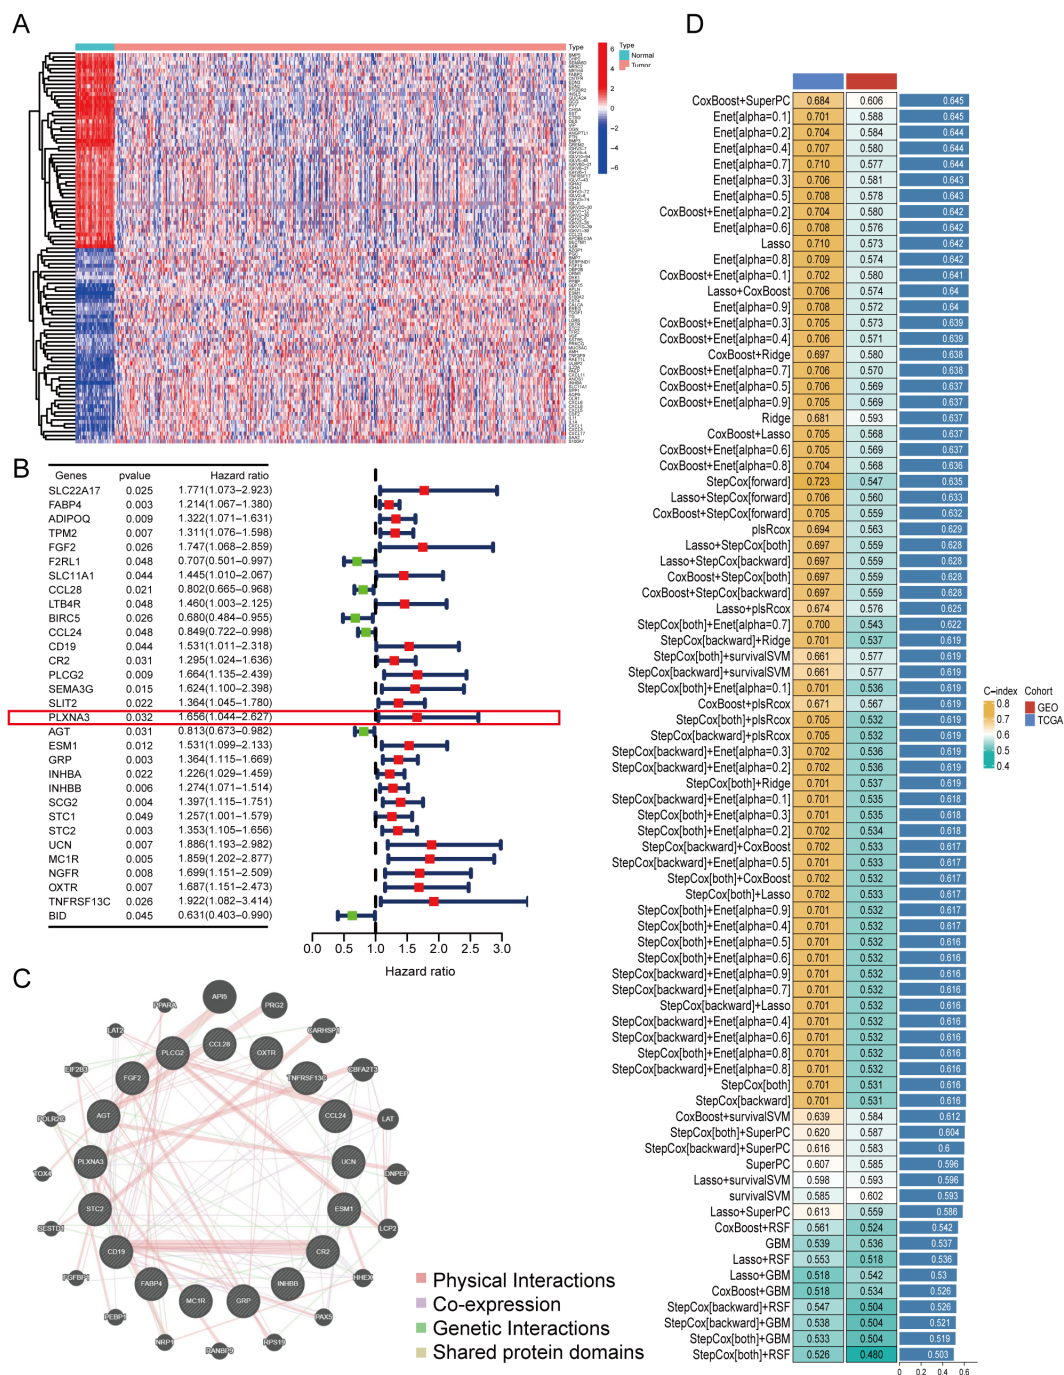 A
Type
Type
Normal
Tumor
6
4
2
0
−2
−4
−6
B
Genes pvalue Hazard ratio
SLC22A17 0.025 1.771(1.073−2.923)
FABP4 0.003 1.214(1.067−1.380)
ADIPOQ 0.009 1.322(1.071−1.631)
TPM2 0.007 1.311(1.076−1.598)
FGF2 0.026 1.747(1.068−2.859)
F2RL1 0.048 0.707(0.501−0.997)
SLC11A1 0.044 1.445(1.010−2.067)
CCL28 0.021 0.802(0.665−0.968)
LTB4R 0.048 1.460(1.003−2.125)
BIRC5 0.026 0.680(0.484−0.955)
CCL24 0.048 0.849(0.722−0.998)
CD19 0.044 1.531(1.011−2.318)
CR2 0.031 1.295(1.024−1.636)
PLCG2 0.009 1.664(1.135−2.439)
SEMA3G 0.015 1.624(1.100−2.398)
SLIT2 0.022 1.364(1.045−1.780)
PLXNA3 0.032 1.656(1.044−2.627)
AGT 0.031 0.813(0.673−0.982)
ESM1 0.012 1.531(1.099−2.133)
GRP 0.003 1.364(1.115−1.669)
INHBA 0.022 1.226(1.029−1.459)
INHBB 0.006 1.274(1.071−1.514)
SCG2 0.004 1.397(1.115−1.751)
STC1 0.049 1.257(1.001−1.579)
STC2 0.003 1.353(1.105−1.656)
UCN 0.007 1.886(1.193−2.982)
MC1R 0.005 1.859(1.202−2.877)
NGFR 0.008 1.699(1.151−2.509)
OXTR 0.007 1.687(1.151−2.473)
TNFRSF13C 0.026 1.922(1.082−3.414)
BID 0.045 0.631(0.403−0.990)
0.0 0.5 1.0 1.5 2.0 2.5 3.0
Hazard ratio
C
API5
PPARA
PRG2
LAT2
CARHSP1
CCL28
PLCG2
OXTR
EIF2B3
FGF2
TNFRSF13C
CBFA2T3
POLR2C
AGT
CCL24
LAT
TOX4
PLXNA3
UCN
DNPEP
SESTD1
STC2
ESM1
LCP2
FGFBP1
CD19
CR2
HHEX
FABP4
INHBB
PEBP1
MC1R
GRP
PAX5
NRP1
RANBP9
RPS19
Physical Interactions
Co-expression
Genetic Interactions
Shared protein domains
D
CoxBoost+SuperPC 0.684 0.606 0.645
Enet[alpha=0.1] 0.701 0.588 0.645
Enet[alpha=0.2] 0.704 0.584 0.644
Enet[alpha=0.4] 0.707 0.580 0.644
Enet[alpha=0.7] 0.710 0.577 0.644
Enet[alpha=0.3] 0.706 0.581 0.643
Enet[alpha=0.5] 0.708 0.578 0.643
CoxBoost+Enet[alpha=0.2] 0.704 0.580 0.642
Enet[alpha=0.6] 0.708 0.576 0.642
Lasso 0.710 0.573 0.642
Enet[alpha=0.8] 0.709 0.574 0.642
CoxBoost+Enet[alpha=0.1] 0.702 0.580 0.641
Lasso+CoxBoost 0.706 0.574 0.64
Enet[alpha=0.9] 0.708 0.572 0.64
CoxBoost+Enet[alpha=0.3] 0.705 0.573 0.639
CoxBoost+Enet[alpha=0.4] 0.706 0.571 0.639
CoxBoost+Ridge 0.697 0.580 0.638
CoxBoost+Enet[alpha=0.7] 0.706 0.570 0.638
CoxBoost+Enet[alpha=0.5] 0.706 0.569 0.637
CoxBoost+Enet[alpha=0.9] 0.705 0.569 0.637
Ridge 0.681 0.593 0.637
CoxBoost+Lasso 0.705 0.568 0.637
CoxBoost+Enet[alpha=0.6] 0.705 0.569 0.637
CoxBoost+Enet[alpha=0.8] 0.704 0.568 0.636
StepCox[forward] 0.723 0.547 0.635
Lasso+StepCox[forward] 0.706 0.560 0.633
CoxBoost+StepCox[forward] 0.705 0.559 0.632
plsRcox 0.694 0.563 0.629
Lasso+StepCox[both] 0.697 0.559 0.628
Lasso+StepCox[backward] 0.697 0.559 0.628
CoxBoost+StepCox[both] 0.697 0.559 0.628
CoxBoost+StepCox[backward] 0.697 0.559 0.628
Lasso+plsRcox 0.674 0.576 0.625
StepCox[both]+Enet[alpha=0.7] 0.700 0.543 0.622
StepCox[backward]+Ridge 0.701 0.537 0.619
StepCox[both]+survivalSVM 0.661 0.577 0.619
StepCox[backward]+survivalSVM 0.661 0.577 0.619
StepCox[both]+Enet[alpha=0.1] 0.701 0.536 0.619
CoxBoost+plsRcox 0.671 0.567 0.619
StepCox[both]+plsRcox 0.705 0.532 0.619
StepCox[backward]+plsRcox 0.705 0.532 0.619
StepCox[backward]+Enet[alpha=0.3] 0.702 0.536 0.619
StepCox[backward]+Enet[alpha=0.2] 0.702 0.536 0.619
StepCox[both]+Ridge 0.701 0.537 0.619
StepCox[backward]+Enet[alpha=0.1] 0.701 0.535 0.618
StepCox[both]+Enet[alpha=0.3] 0.701 0.535 0.618
StepCox[both]+Enet[alpha=0.2] 0.702 0.534 0.618
StepCox[backward]+CoxBoost 0.702 0.533 0.617
StepCox[backward]+Enet[alpha=0.5] 0.701 0.533 0.617
StepCox[both]+CoxBoost 0.702 0.532 0.617
StepCox[both]+Lasso 0.702 0.533 0.617
StepCox[both]+Enet[alpha=0.9] 0.701 0.532 0.617
StepCox[both]+Enet[alpha=0.4] 0.701 0.532 0.617
StepCox[both]+Enet[alpha=0.5] 0.701 0.532 0.616
StepCox[both]+Enet[alpha=0.6] 0.701 0.532 0.616
StepCox[backward]+Enet[alpha=0.9] 0.701 0.532 0.616
StepCox[backward]+Enet[alpha=0.7] 0.701 0.532 0.616
StepCox[backward]+Lasso 0.701 0.532 0.616
StepCox[backward]+Enet[alpha=0.4] 0.701 0.532 0.616
StepCox[backward]+Enet[alpha=0.6] 0.701 0.532 0.616
StepCox[both]+Enet[alpha=0.8] 0.701 0.532 0.616
StepCox[backward]+Enet[alpha=0.8] 0.701 0.532 0.616
StepCox[both] 0.701 0.531 0.616
StepCox[backward] 0.701 0.531 0.616
CoxBoost+survivalSVM 0.639 0.584 0.612
StepCox[both]+SuperPC 0.620 0.587 0.604
StepCox[backward]+SuperPC 0.616 0.583 0.6
SuperPC 0.607 0.585 0.596
Lasso+survivalSVM 0.598 0.593 0.596
survivalSVM 0.585 0.602 0.593
Lasso+SuperPC 0.613 0.559 0.586
CoxBoost+RSF 0.561 0.524 0.542
GBM 0.539 0.536 0.537
Lasso+RSF 0.553 0.518 0.536
Lasso+GBM 0.518 0.542 0.53
CoxBoost+GBM 0.518 0.534 0.526
StepCox[backward]+RSF 0.547 0.504 0.526
StepCox[backward]+GBM 0.538 0.504 0.521
StepCox[both]+GBM 0.533 0.504 0.519
StepCox[both]+RSF 0.526 0.480 0.503
0 0.2 0.4 0.6
C−index Cohort
0.8 GEO
0.7 TCGA
0.6
0.5
0.4